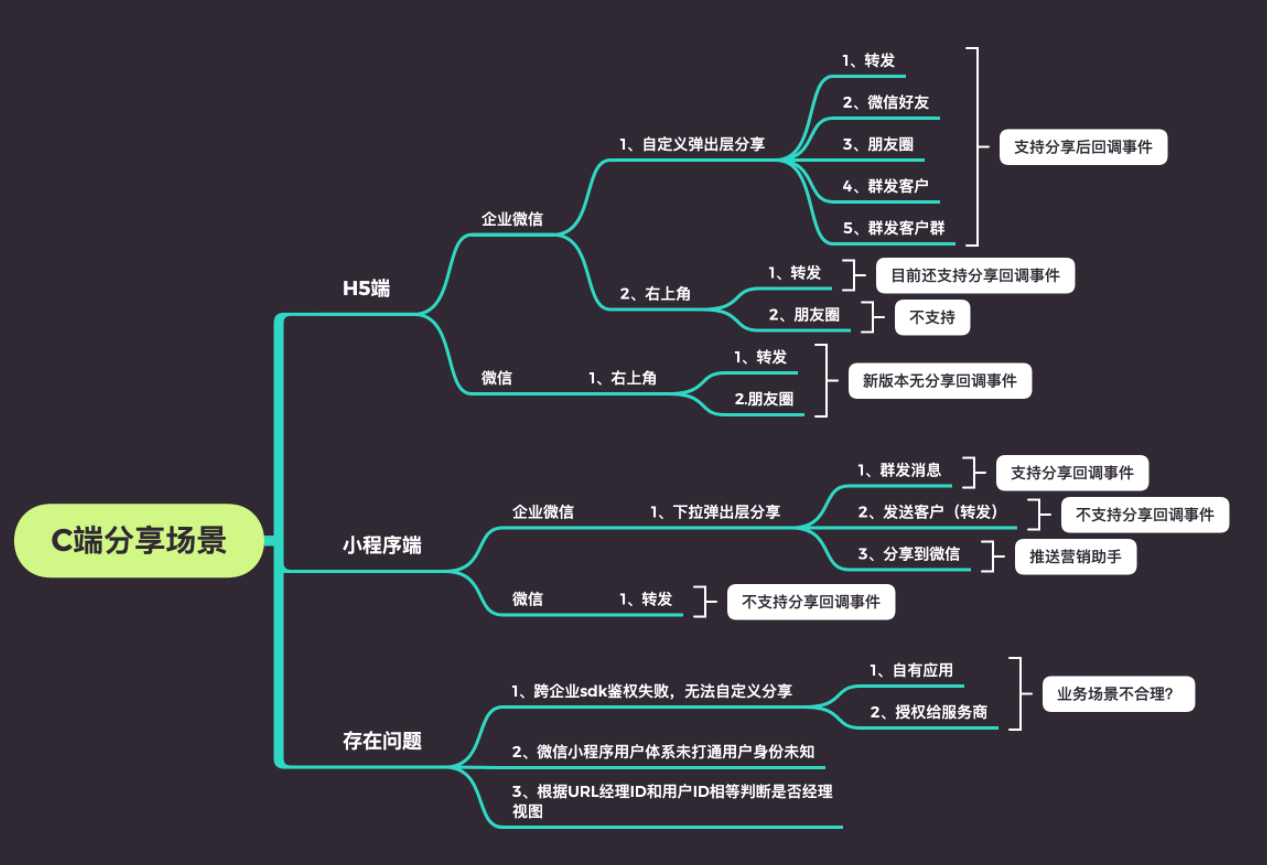 C端分享场景
H5端
企业微信
1、自定义弹出层分享
1、转发
2、微信好友
3、朋友圈
4、群发客户
5、群发客户群
支持分享后回调事件
2、右上角
1、转发
目前还支持分享回调事件
2、朋友圈
不支持
微信
1、右上角
1、转发
2.朋友圈
新版本无分享回调事件
小程序端
企业微信
1、下拉弹出层分享
1、群发消息
支持分享回调事件
2、发送客户（转发）
不支持分享回调事件
3、分享到微信
推送营销助手
微信
1、转发
不支持分享回调事件
存在问题
1、跨企业sdk鉴权失败，无法自定义分享
1、自有应用
2、授权给服务商
业务场景不合理？
2、微信小程序用户体系未打通用户身份未知
3、根据URL经理ID和用户ID相等判断是否经理
视图